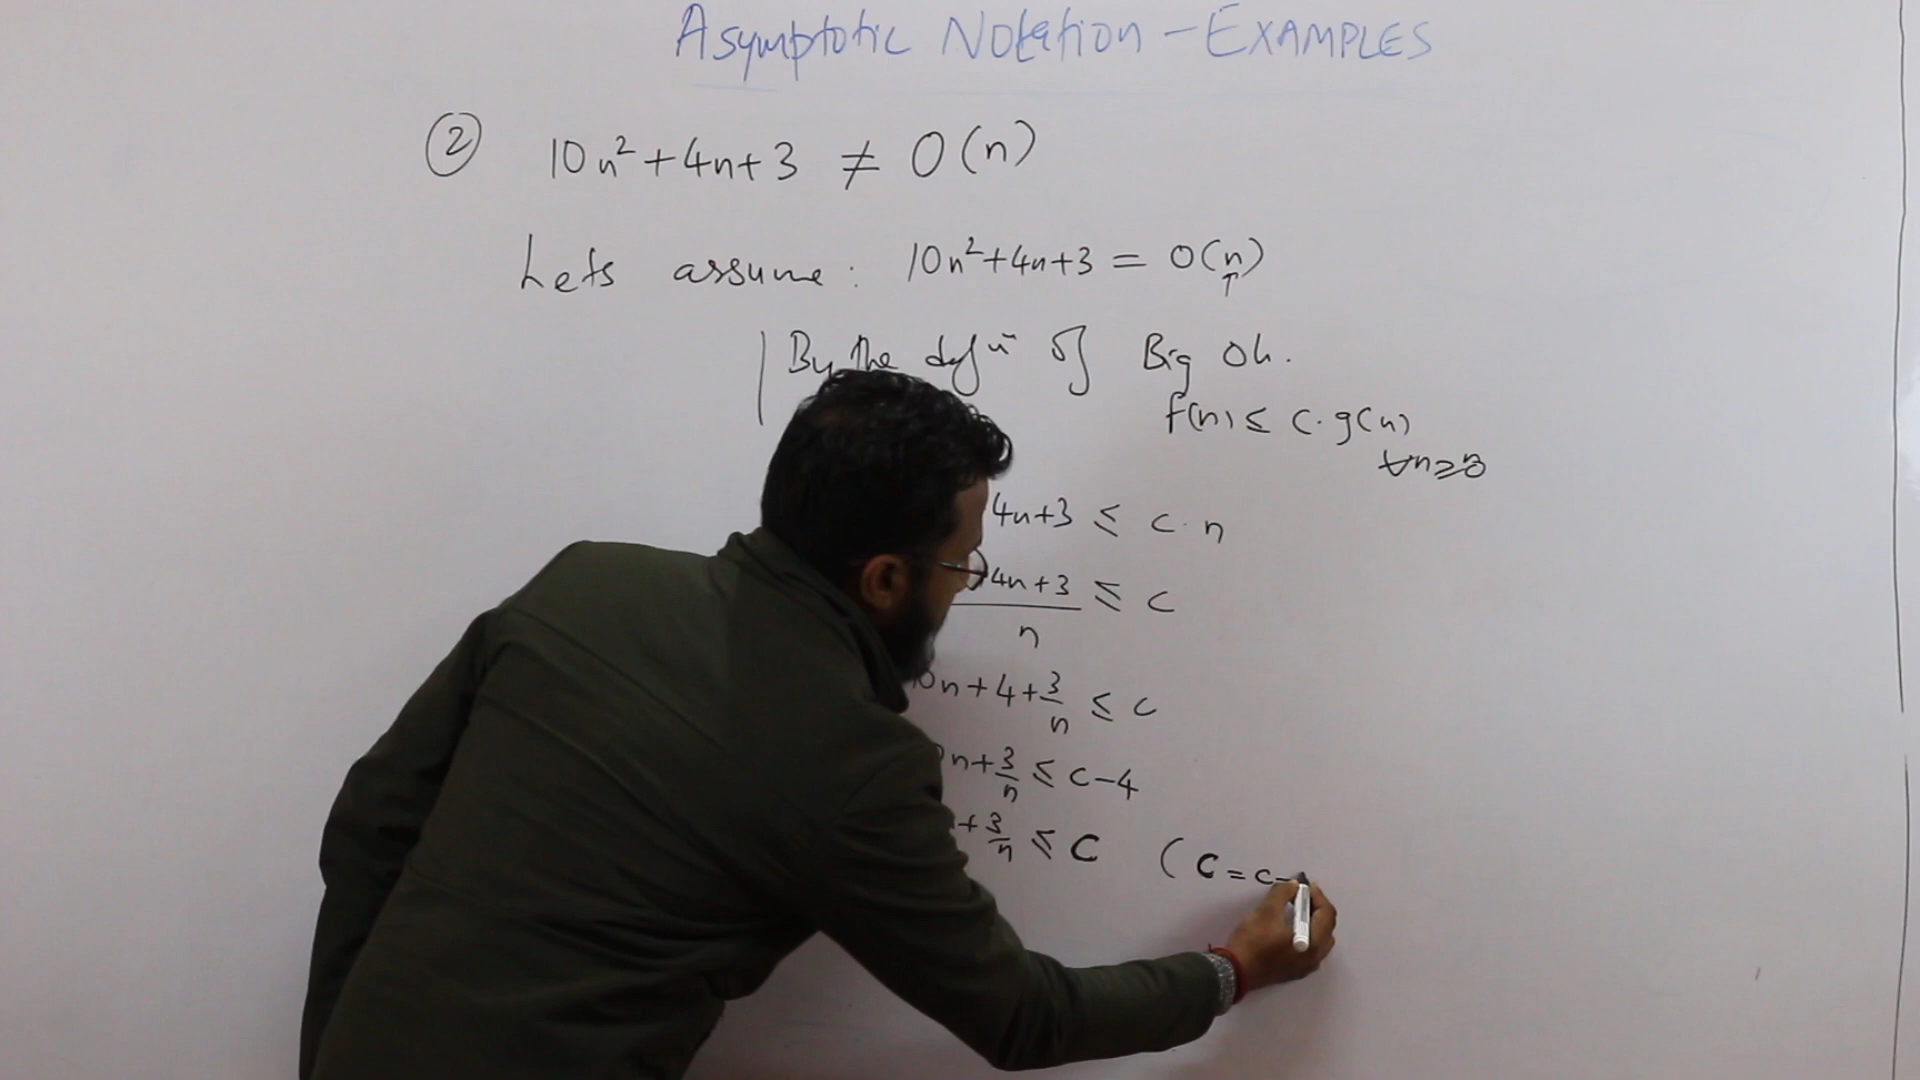 Asymptotic Notation - EXAMPLES
② 10n²+4n+3 ≠ O(n)
Lets assume: 10n²+4n+3 = O(n)
↑
By the defⁿ of Big Oh.
f(n) ≤ c.g(n)
∀n≥
4n+3 ≤ c.n
4n+3 ≤ c
n
0n+4+3/n ≤ c
n+3/n ≤ c-4
+3/n ≤ C (C=c-